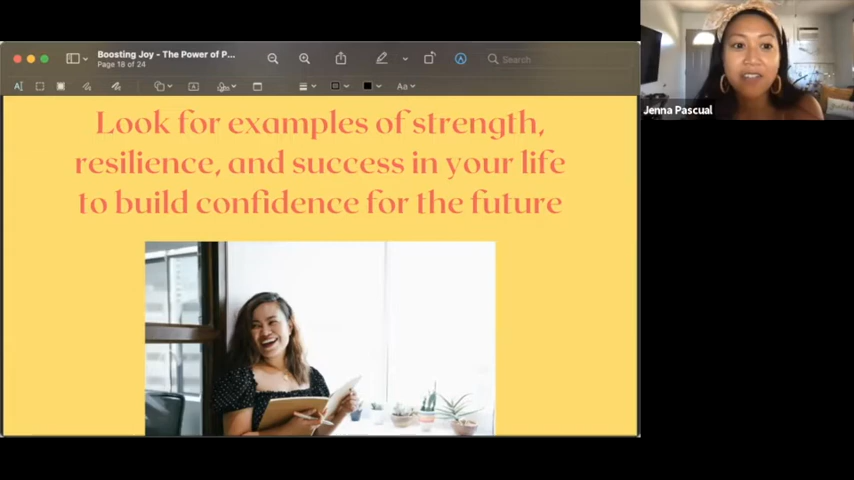 Boosting Joy - The Power of P...
Page 18 of 24
Search
Aa
Look for examples of strength,
resilience, and success in your life
to build confidence for the future
Jenna Pascual